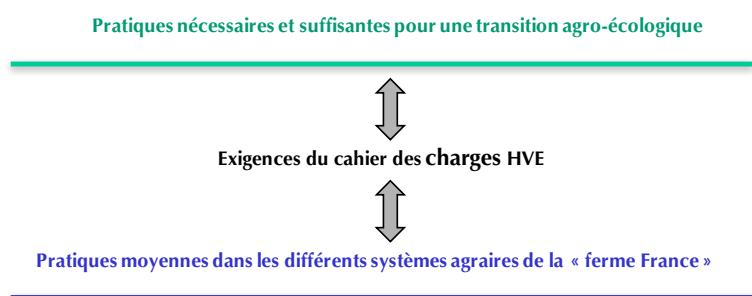 Pratiques nécessaires et suffisantes pour une transition agro-écologique
Exigences du cahier des charges HVE
Pratiques moyennes dans les différents systèmes agraires de la « ferme France »